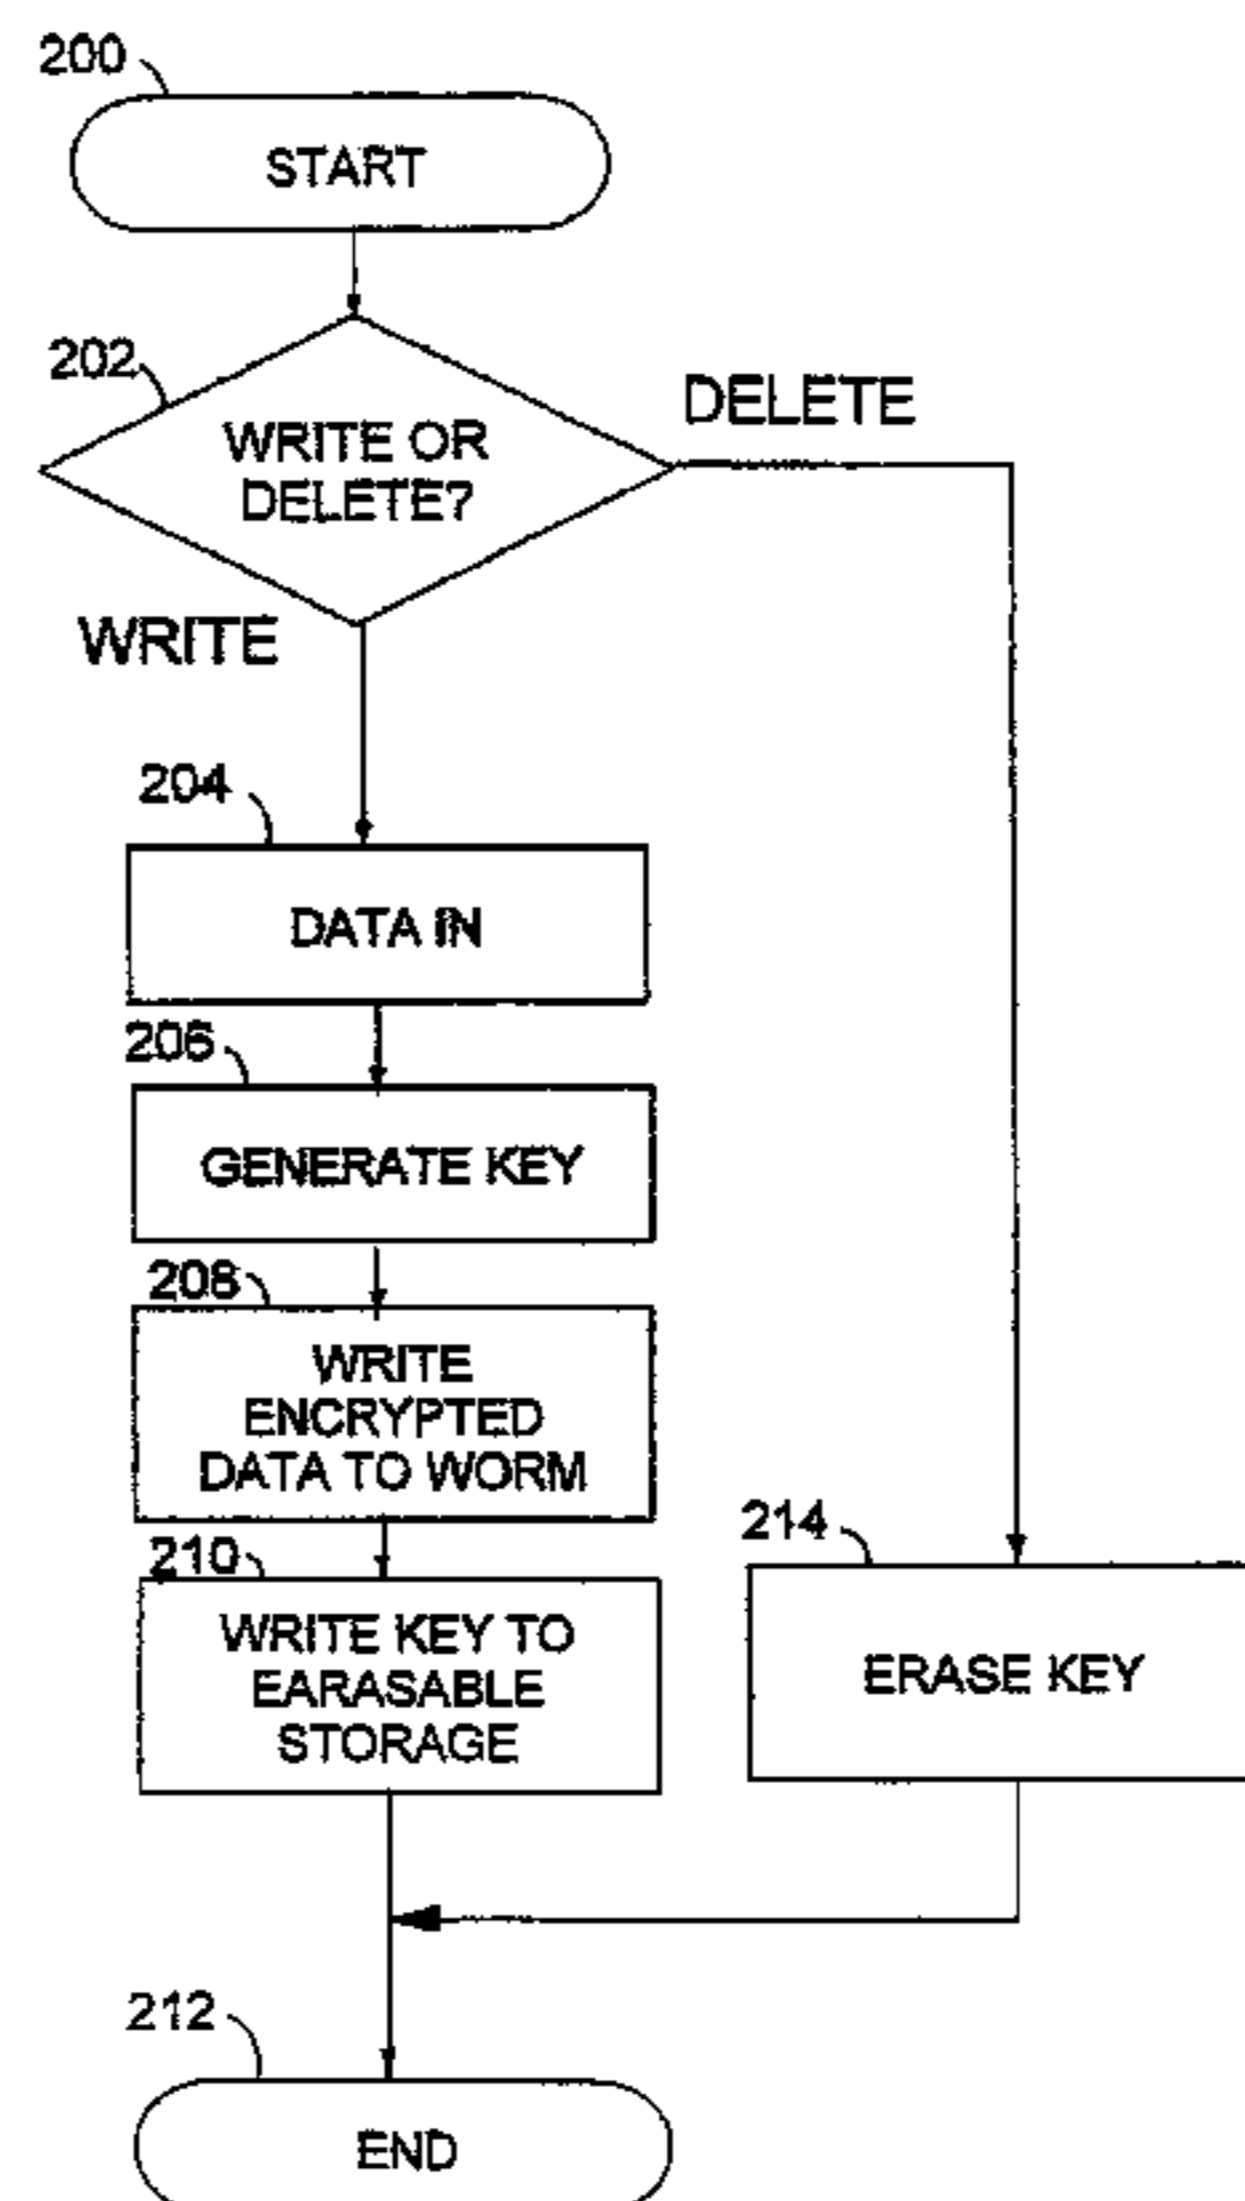 200
START
202
WRITE OR
DELETE?
DELETE
WRITE
204
DATA IN
206
GENERATE KEY
208
WRITE
ENCRYPTED
DATA TO WORM
210
WRITE KEY TO
EARASABLE
STORAGE
214
ERASE KEY
212
END